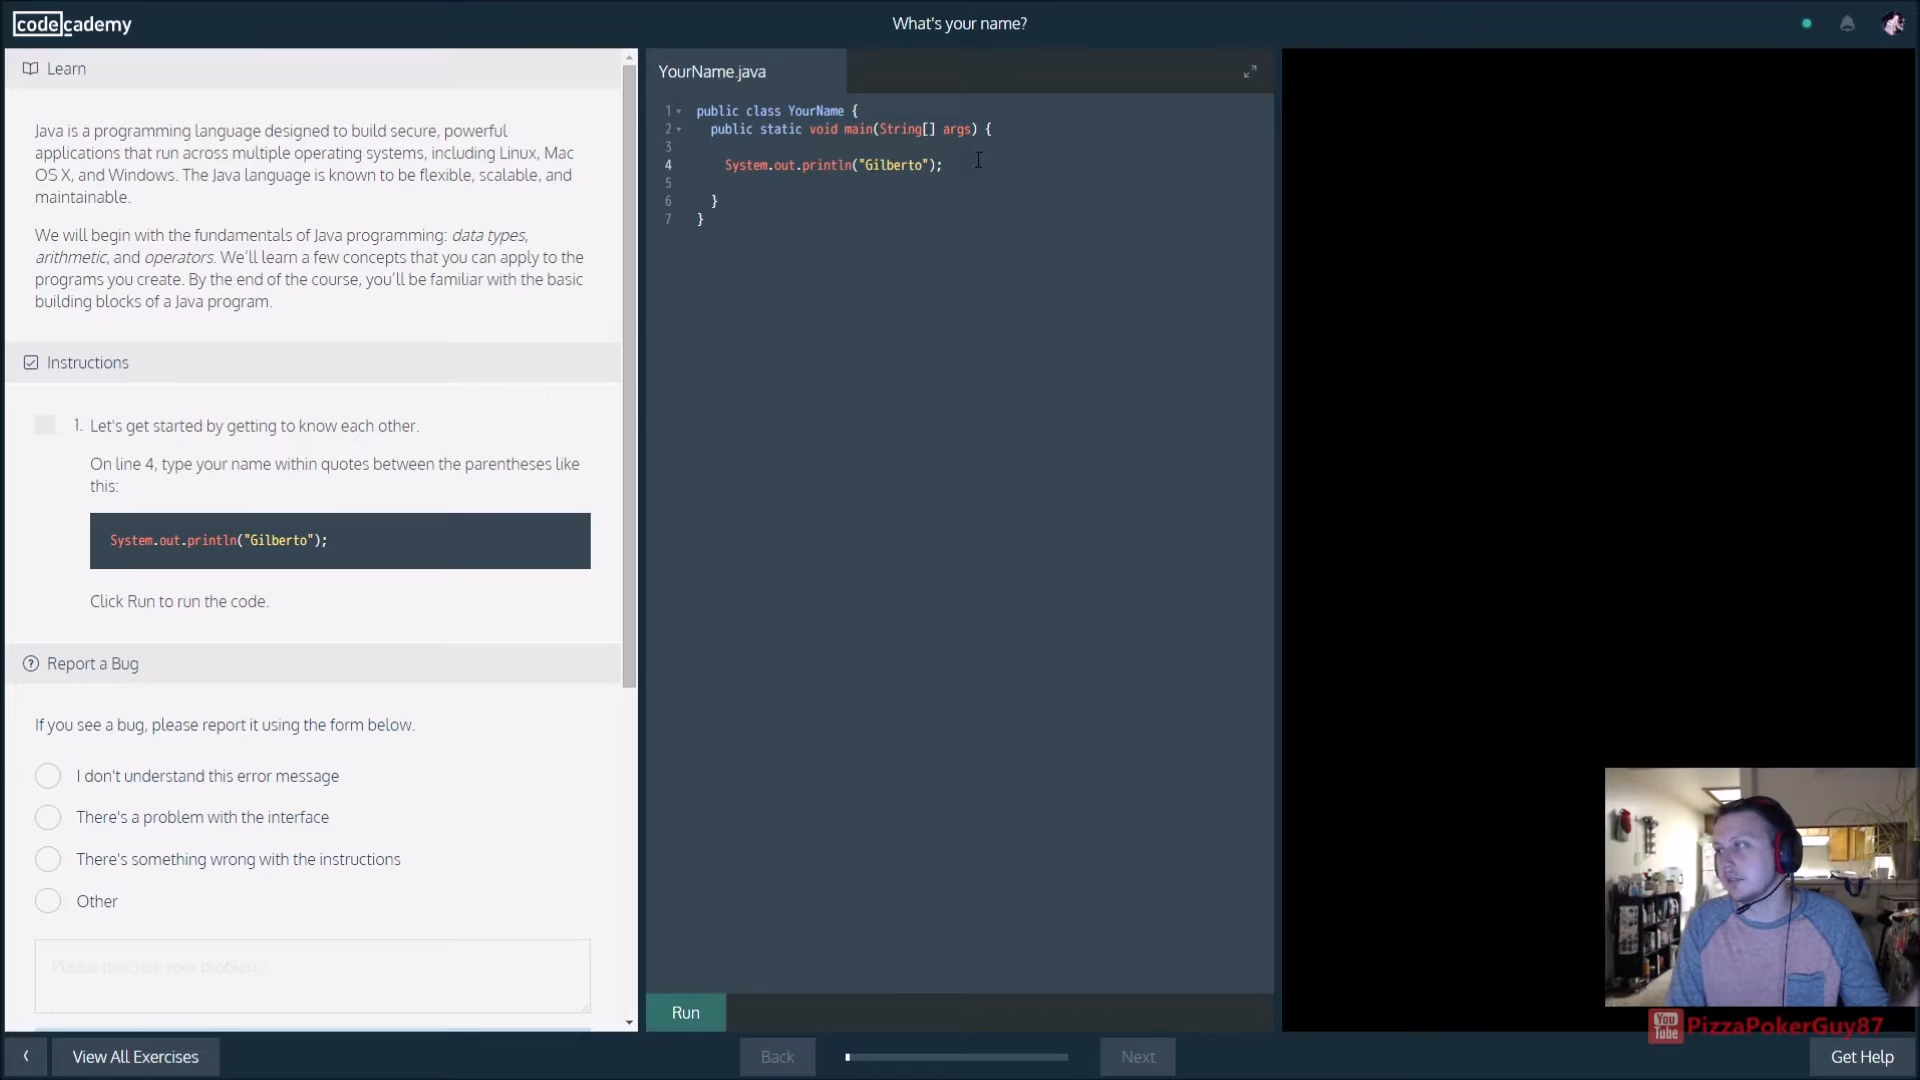 codecademy
What's your name?
Learn
Java is a programming language designed to build secure, powerful
applications that run across multiple operating systems, including Linux, Mac
OS X, and Windows. The Java language is known to be flexible, scalable, and
maintainable.
We will begin with the fundamentals of Java programming: data types,
arithmetic, and operators. We'll learn a few concepts that you can apply to the
programs you create. By the end of the course, you'll be familiar with the basic
building blocks of a Java program.
Instructions
1. Let's get started by getting to know each other.
On line 4, type your name within quotes between the parentheses like
this:
System.out.println("Gilberto");
Click Run to run the code.
Report a Bug
If you see a bug, please report it using the form below.
I don't understand this error message
There's a problem with the interface
There's something wrong with the instructions
Other
Please describe your problem.
YourName.java
1 public class YourName {
2 public static void main(String[] args) {
3
4 System.out.println("Gilberto");
5
6 }
7 }
Run
You Tube PizzaPokerGuy87
View All Exercises
Back
Next
Get Help